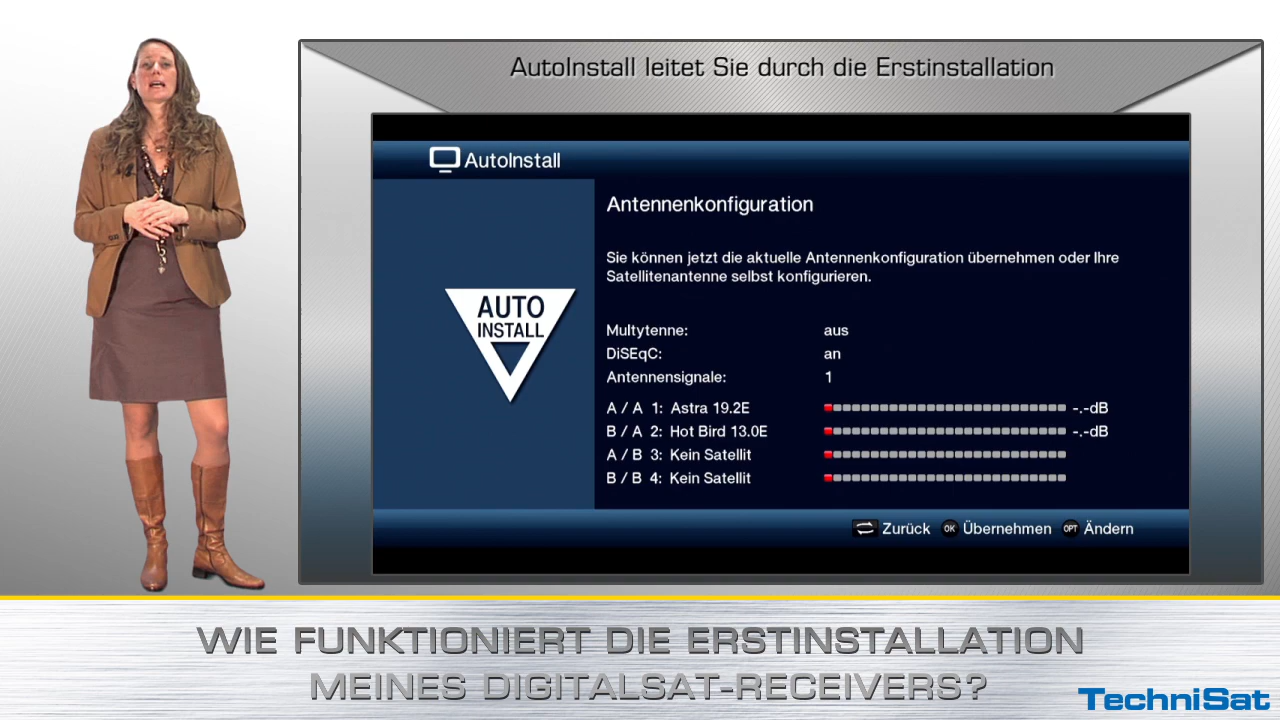 AutoInstall leitet Sie durch die Erstinstallation
AutoInstall
Antennenkonfiguration
Sie können jetzt die aktuelle Antennenkonfiguration übernehmen oder Ihre
Satellitenantenne selbst konfigurieren.
AUTO
INSTALL
Multytenne: aus
DiSEqC: an
Antennensignale: 1
A / A 1: Astra 19.2E -.-dB
B / A 2: Hot Bird 13.0E -.-dB
A / B 3: Kein Satellit
B / B 4: Kein Satellit
Zurück OK Übernehmen OPT Ändern
WIE FUNKTIONIERT DIE ERSTINSTALLATION
MEINES DIGITALSAT-RECEIVERS?
TechniSat